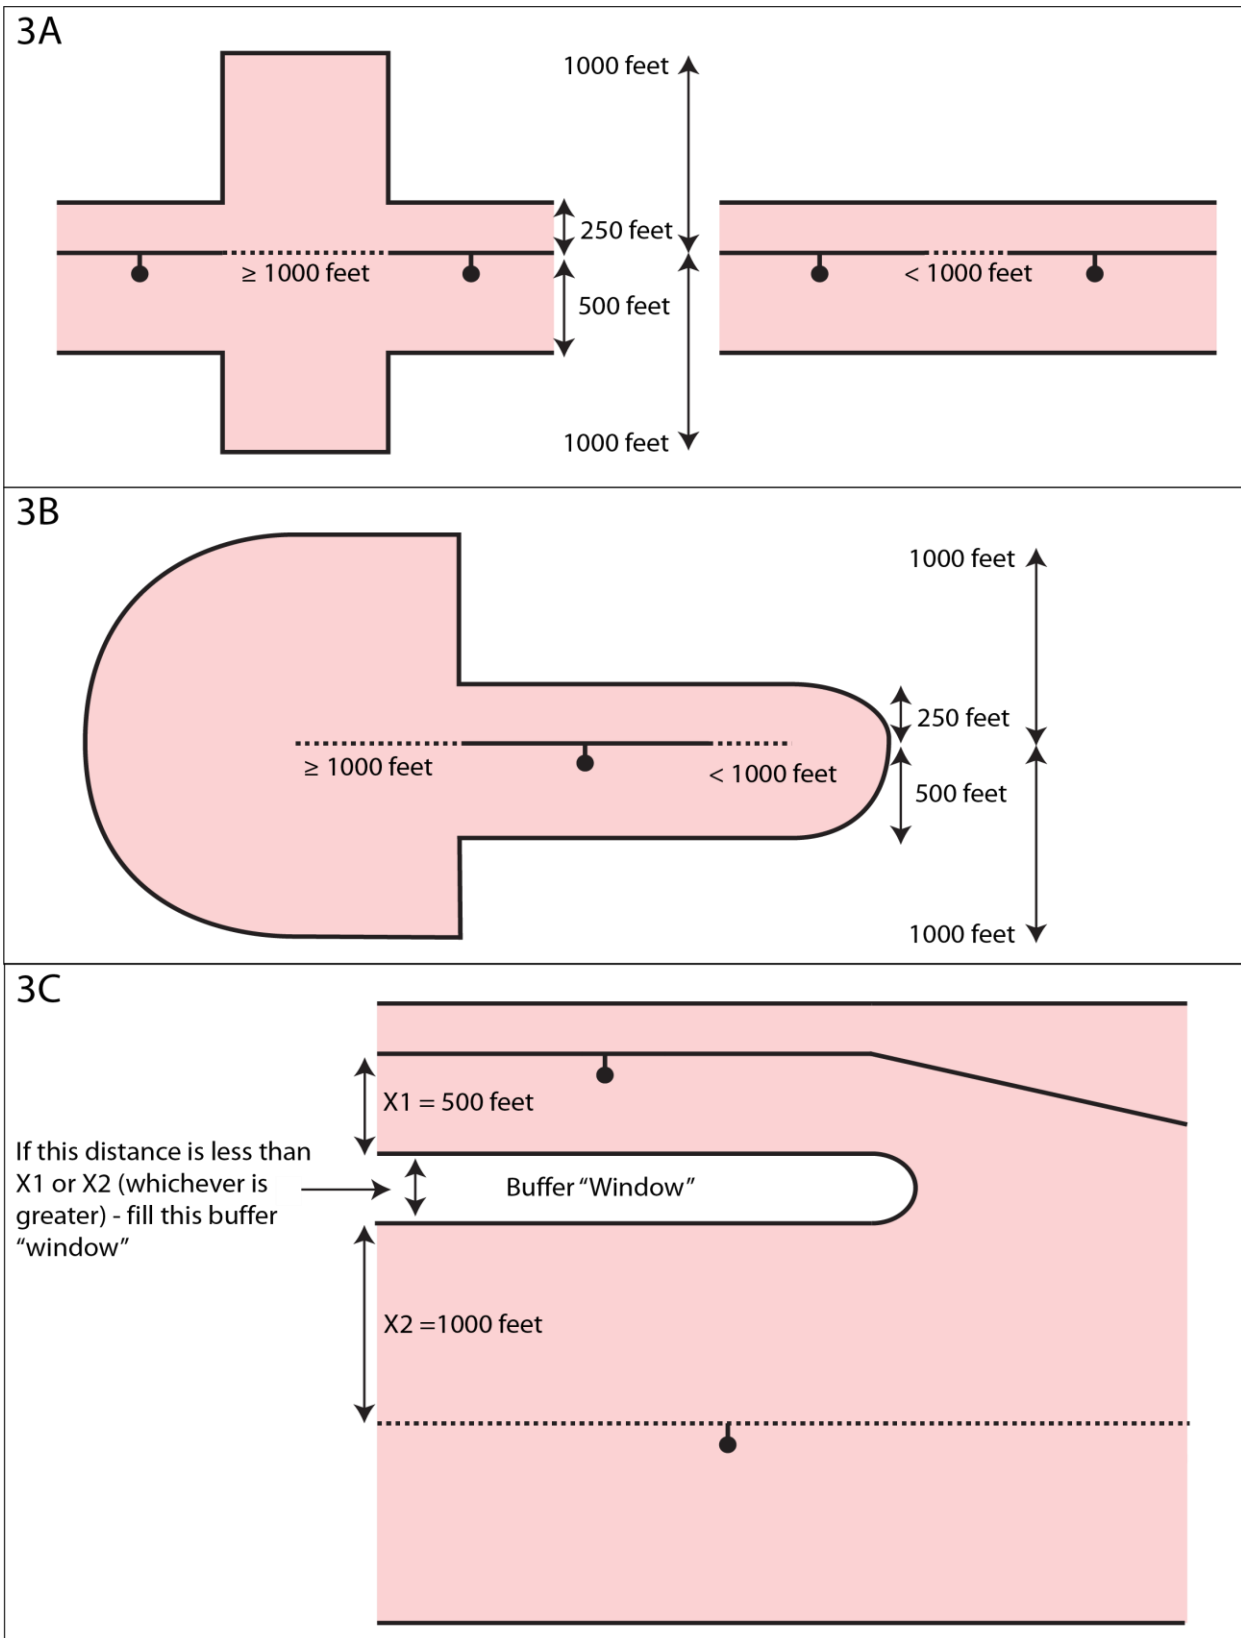 3A
1000 feet
250 feet
≥ 1000 feet
< 1000 feet
500 feet
1000 feet
3B
1000 feet
250 feet
≥ 1000 feet
< 1000 feet
500 feet
1000 feet
3C
X1 = 500 feet
If this distance is less than
X1 or X2 (whichever is
greater) - fill this buffer
“window”
Buffer “Window”
X2 =1000 feet